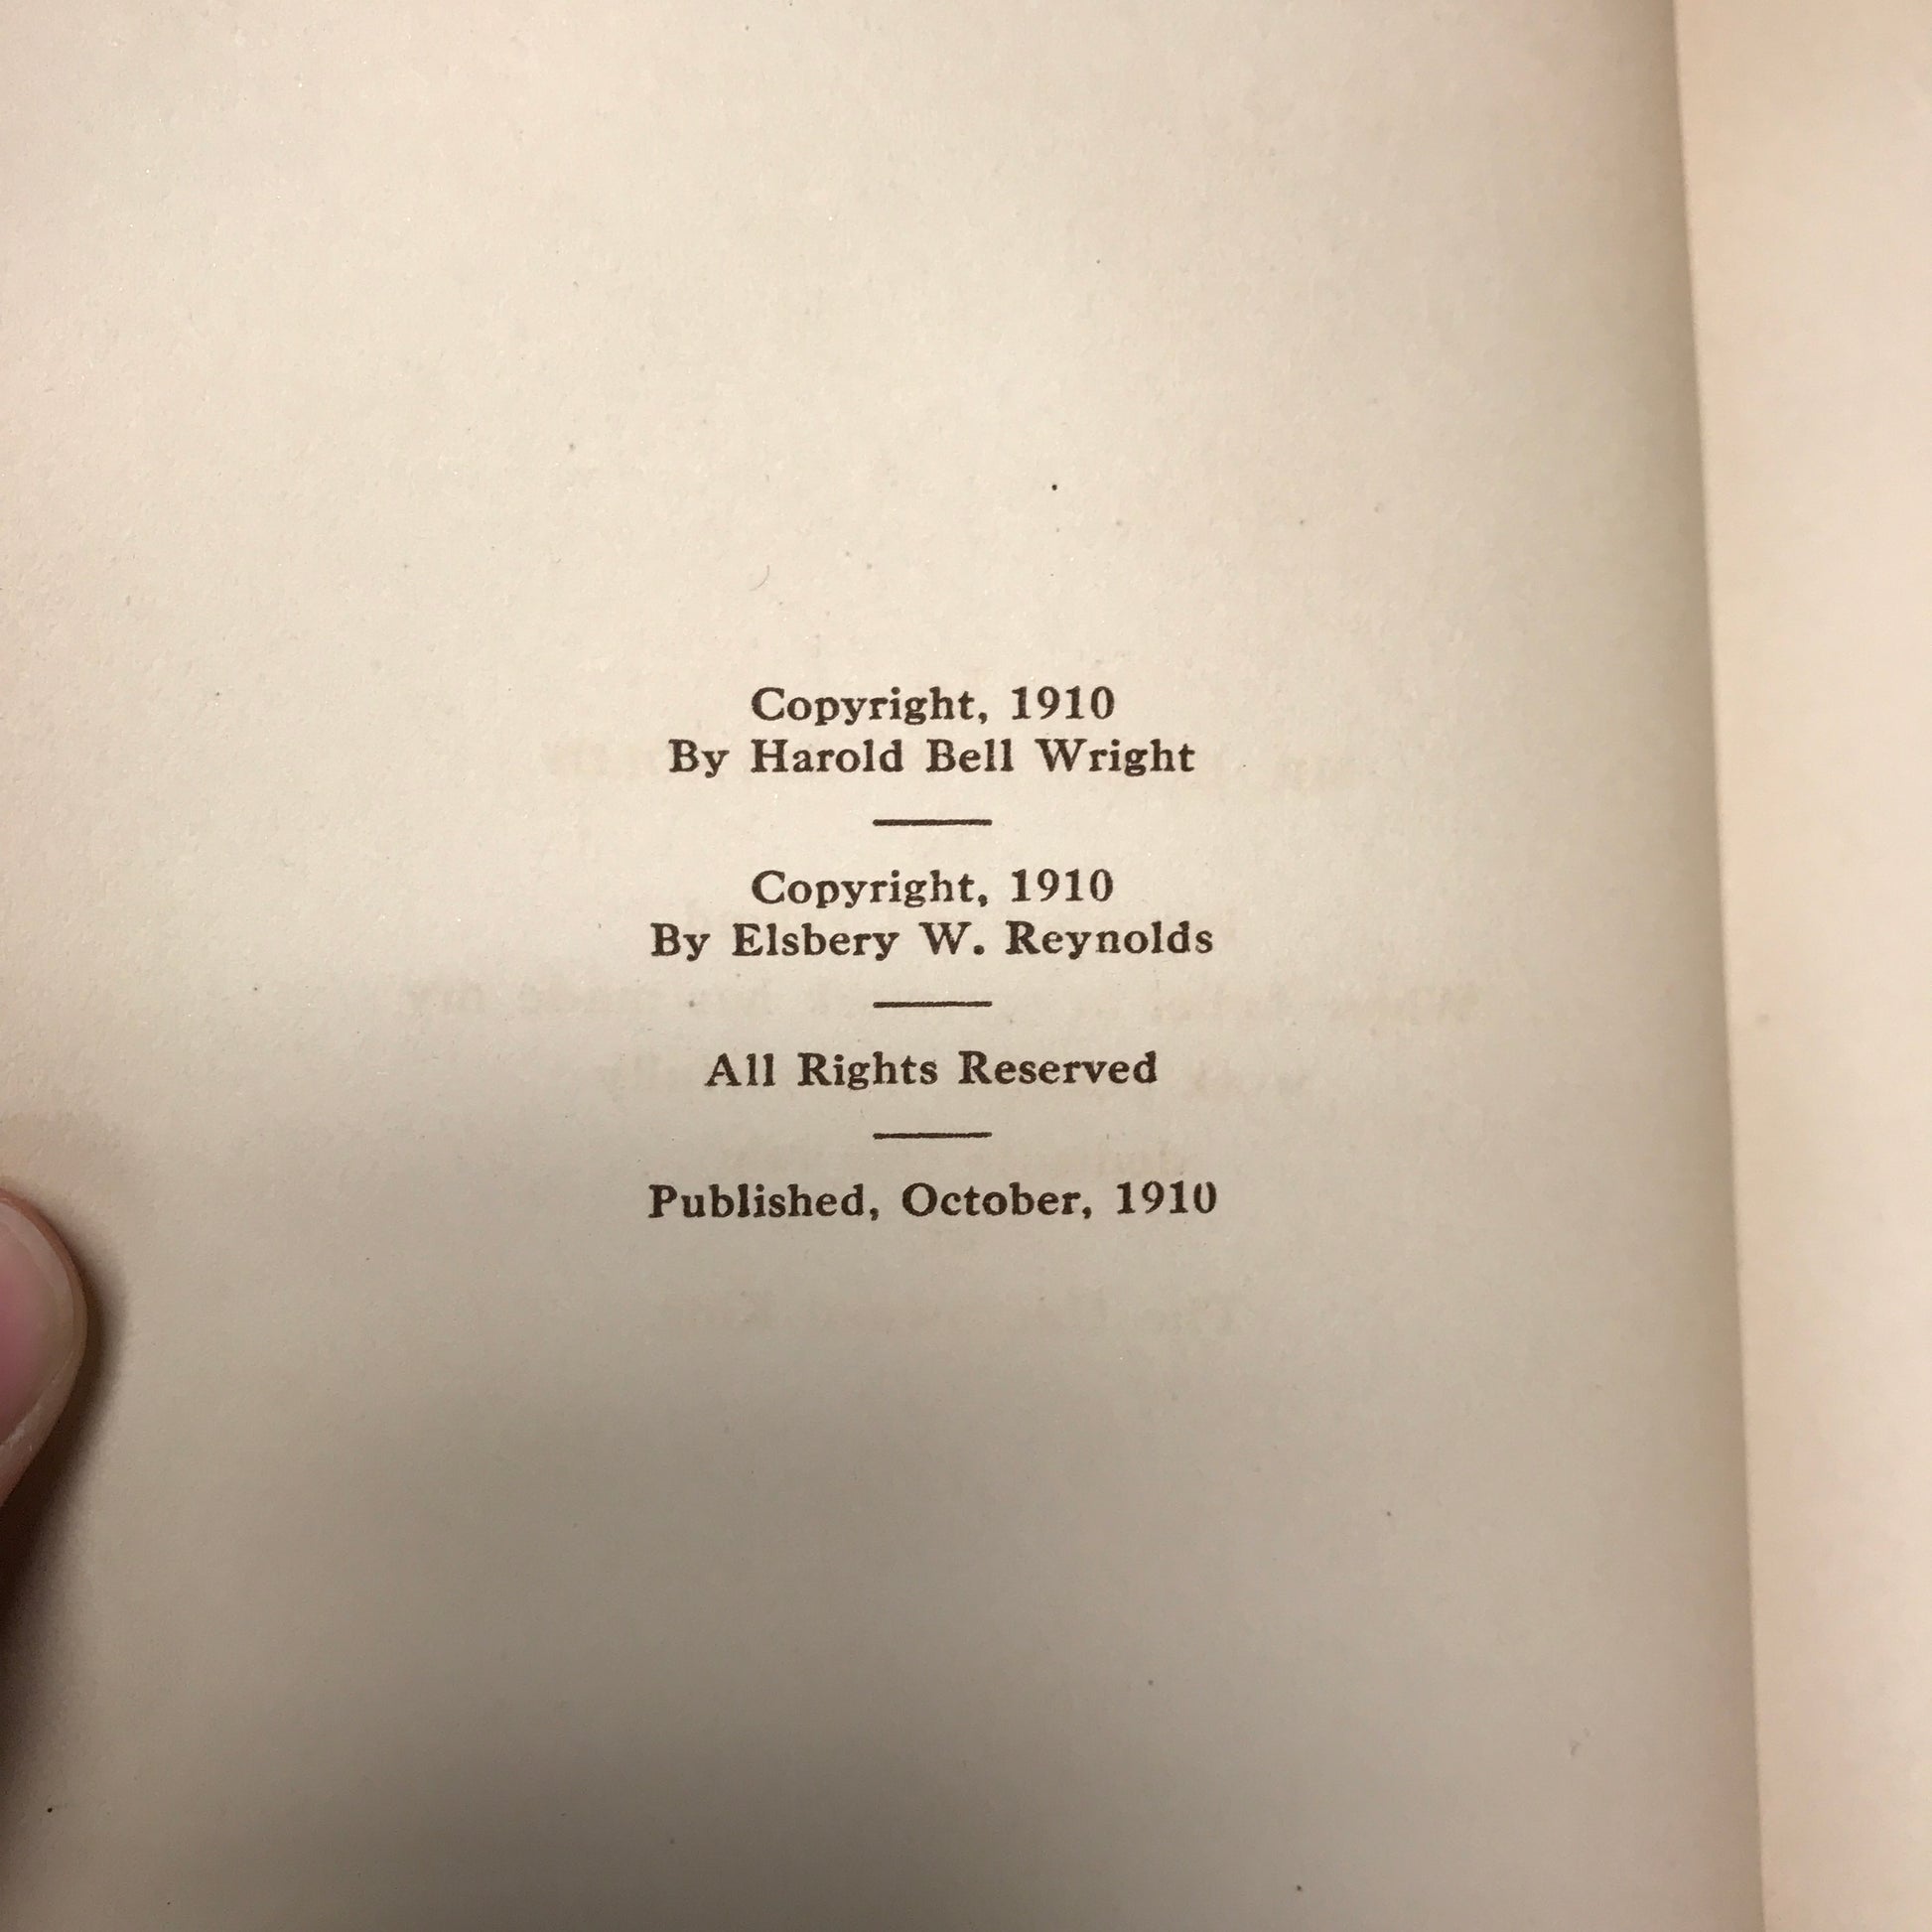 Copyright, 1910
By Harold Bell Wright
Copyright, 1910
By Elsbery W. Reynolds
All Rights Reserved
Published, October, 1910